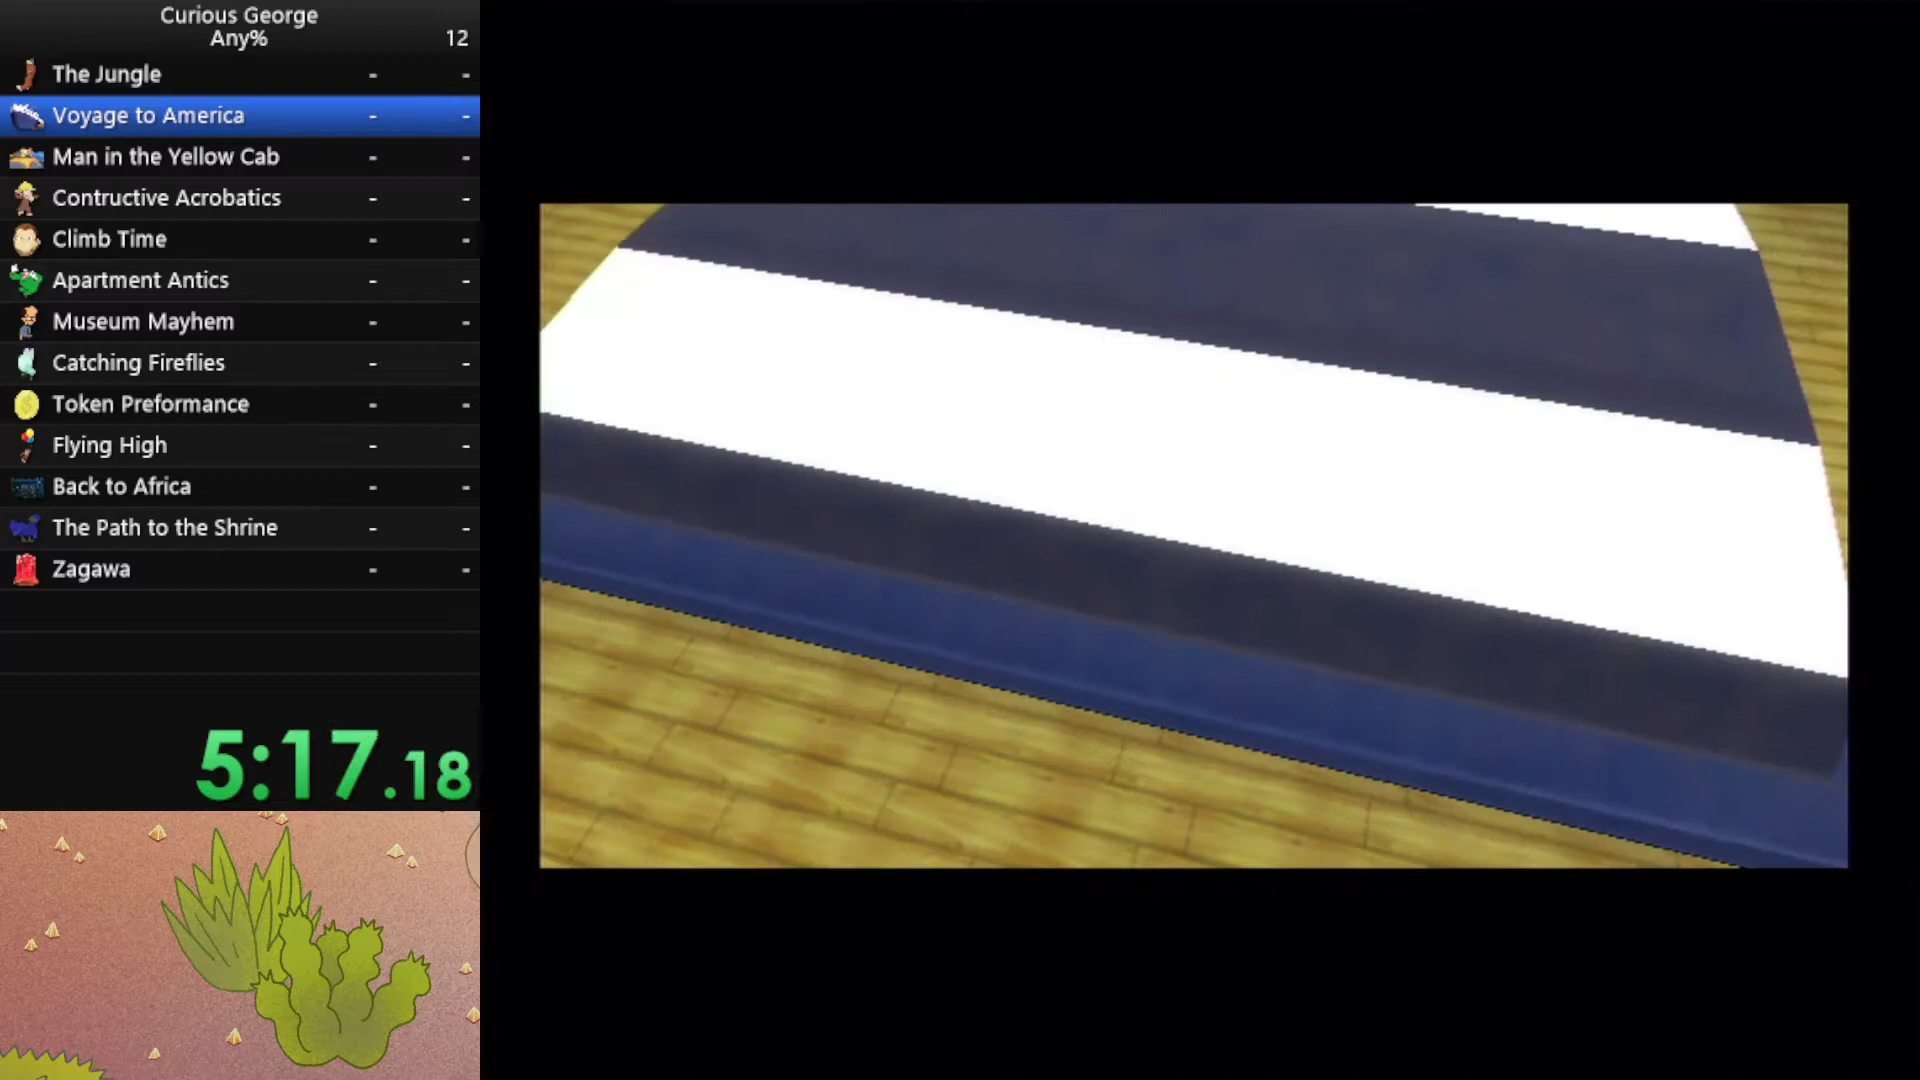 Curious George
Any% 12
The Jungle - -
Voyage to America - -
Man in the Yellow Cab - -
Contructive Acrobatics - -
Climb Time - -
Apartment Antics - -
Museum Mayhem - -
Catching Fireflies - -
Token Preformance - -
Flying High - -
Back to Africa - -
The Path to the Shrine - -
Zagawa - -
5:17.18